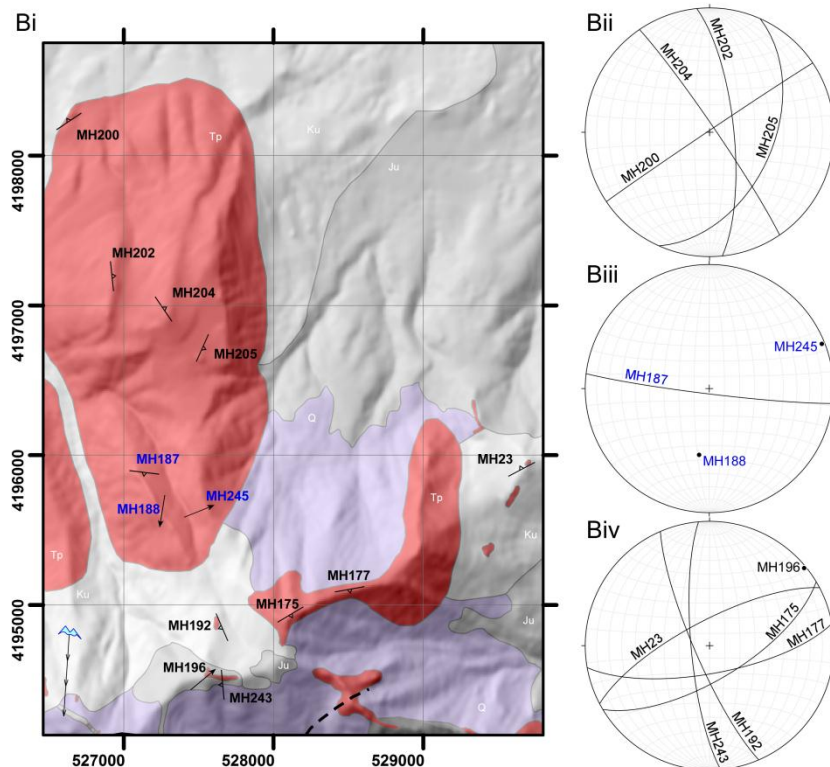 Bi
Bii
Biii
Biv
4198000
4197000
4196000
4195000
527000
528000
529000
MH200
Tp
Ku
Ju
MH202
MH204
MH205
Q
MH187
MH188
MH245
MH23
Tp
Tp
Ku
Ku
MH177
MH175
MH192
Ju
Ju
MH196
MH243
Q
MH202
MH204
MH205
MH200
MH245
MH187
MH188
MH196
MH175
MH177
MH23
MH192
MH243